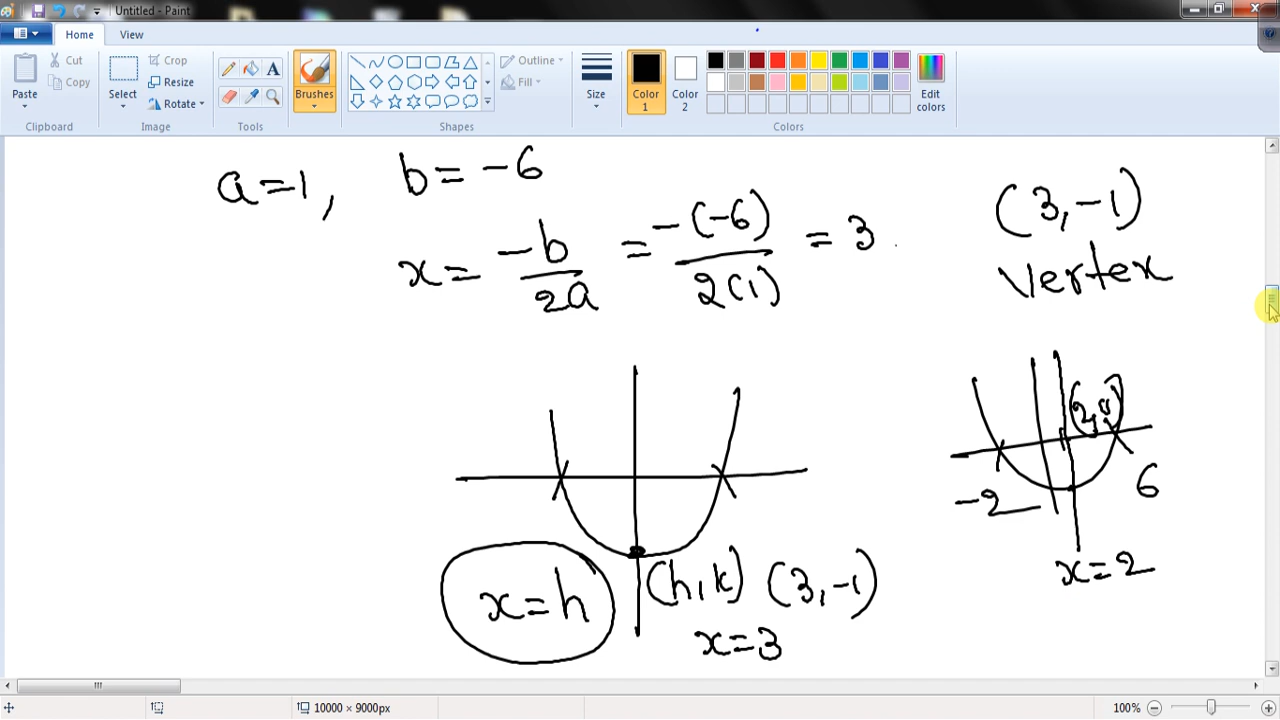 Untitled - Paint
Home View
Cut
Copy
Paste
Clipboard
Select
Crop
Resize
Rotate
Image
A
Tools
Brushes
Outline
Fill
Shapes
Size
Color 1
Color 2
Edit colors
Colors
a=1, b= -6
x= -b/2a = -(-6)/2(1) = 3
(3,-1)
Vertex
-2 6
x=2
x=h
(h,k) (3,-1)
x=3
10000 × 9000px
100%